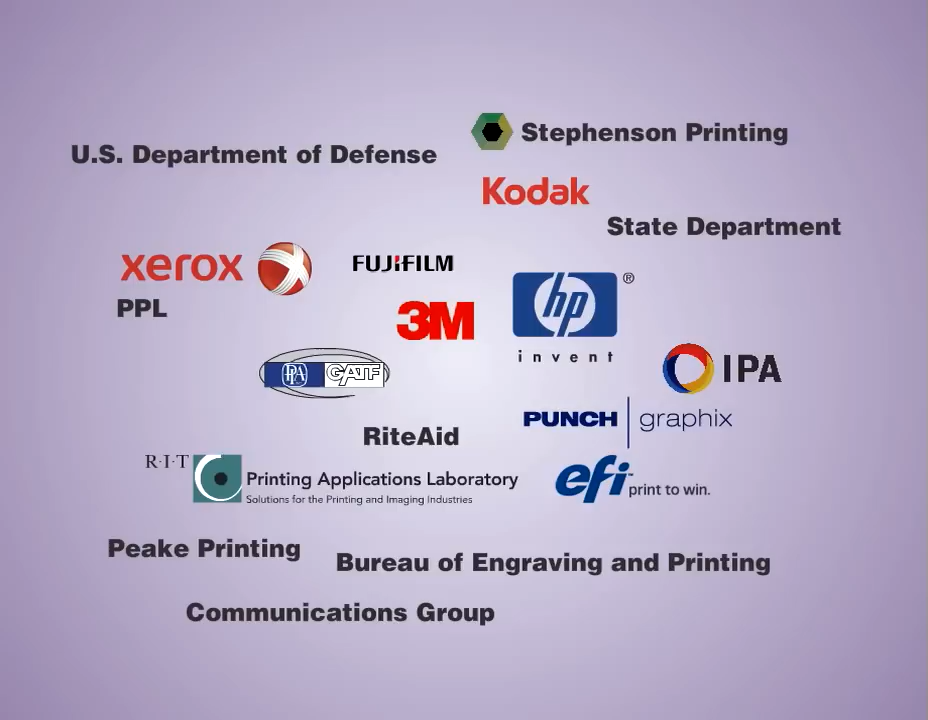 Stephenson Printing
U.S. Department of Defense
Kodak
State Department
xerox
FUJIFILM
PPL
3M
hp
®
invent
PIA GATF
IPA
PUNCH graphix
RiteAid
R·I·T
Printing Applications Laboratory
Solutions for the Printing and Imaging Industries
efi™ print to win.
Peake Printing
Bureau of Engraving and Printing
Communications Group